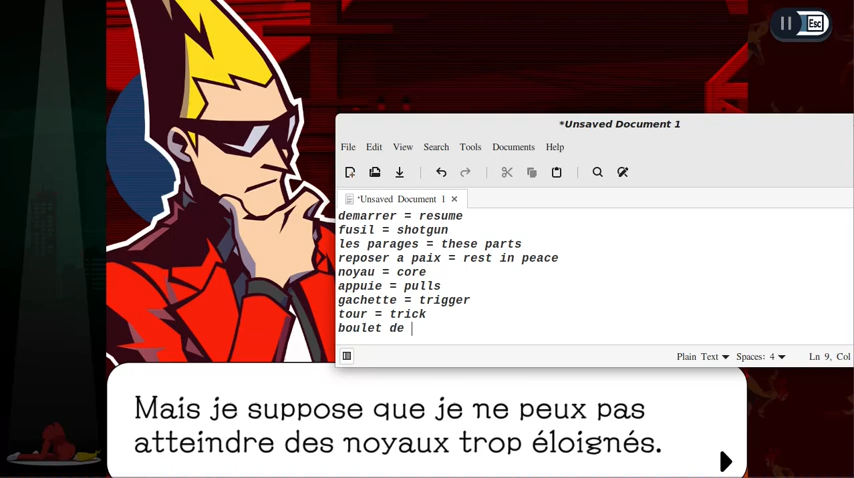 Esc
*Unsaved Document 1
File Edit View Search Tools Documents Help
*Unsaved Document 1
demarrer = resume
fusil = shotgun
les parages = these parts
reposer a paix = rest in peace
noyau = core
appuie = pulls
gachette = trigger
tour = trick
boulet de
Plain Text Spaces: 4 Ln 9, Col
Mais je suppose que je ne peux pas
atteindre des noyaux trop éloignés.